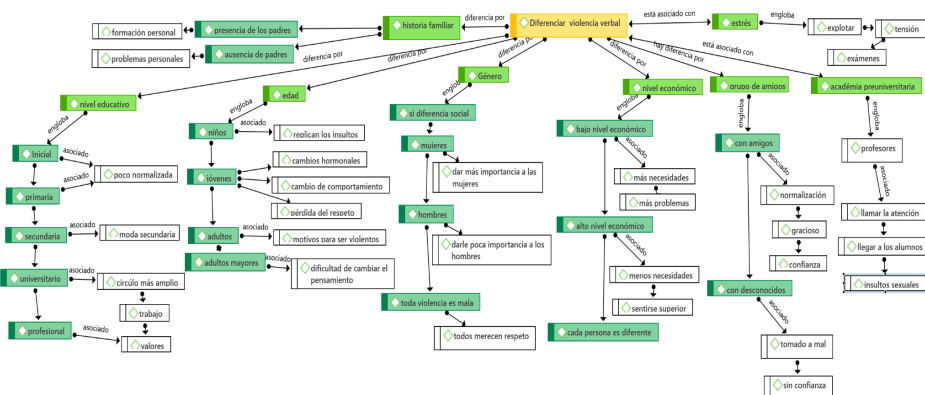 Diferenciar violencia verbal
diferencia por
historia familiar
presencia de los padres
formación personal
ausencia de padres
problemas personales
está asociado con
estrés
engloba
explotar
tensión
exámenes
diferencia por
nivel educativo
engloba
Inicial
asociado
poco normalizada
asociado
primaria
secundaria
asociado
moda secundaria
universitario
asociado
circúlo más amplio
trabajo
profesional
asociado
valores
diferencia por
edad
engloba
niños
asociado
replican los insultos
jóvenes
cambios hormonales
cambio de comportamiento
pérdida del respeto
adultos
asociado
motivos para ser violentos
adultos mayores
asociado
dificultad de cambiar el
pensamiento
diferencia por
Género
engloba
si diferencia social
mujeres
dar más importancia a las
mujeres
hombres
darle poca importancia a los
hombres
toda violencia es mala
todos merecen respeto
diferencia por
nivel económico
engloba
bajo nivel económico
asociado
más necesidades
más problemas
alto nivel económico
asociado
menos necesidades
sentirse superior
cada persona es diferente
hay diferencia por
grupo de amigos
engloba
con amigos
asociado
normalización
gracioso
confianza
con desconocidos
asociado
tomado a mal
sin confianza
está asociado con
académia preuniversitaria
engloba
profesores
asociado
llamar la atención
llegar a los alumnos
insultos sexuales